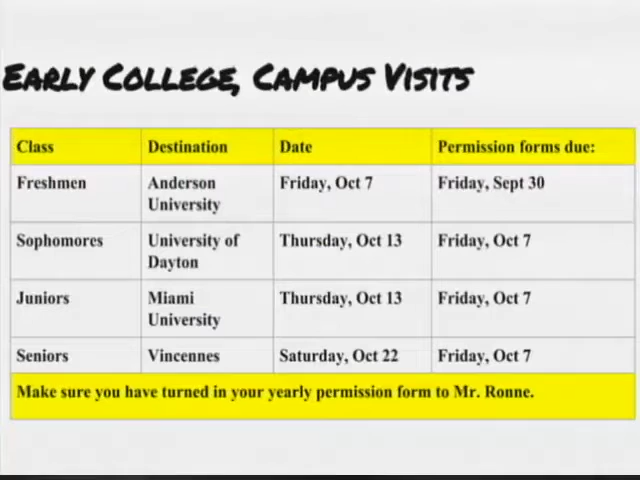 Early College, Campus Visits
Class Destination Date Permission forms due:
Freshmen Anderson University Friday, Oct 7 Friday, Sept 30
Sophomores University of Dayton Thursday, Oct 13 Friday, Oct 7
Juniors Miami University Thursday, Oct 13 Friday, Oct 7
Seniors Vincennes Saturday, Oct 22 Friday, Oct 7
Make sure you have turned in your yearly permission form to Mr. Ronne.